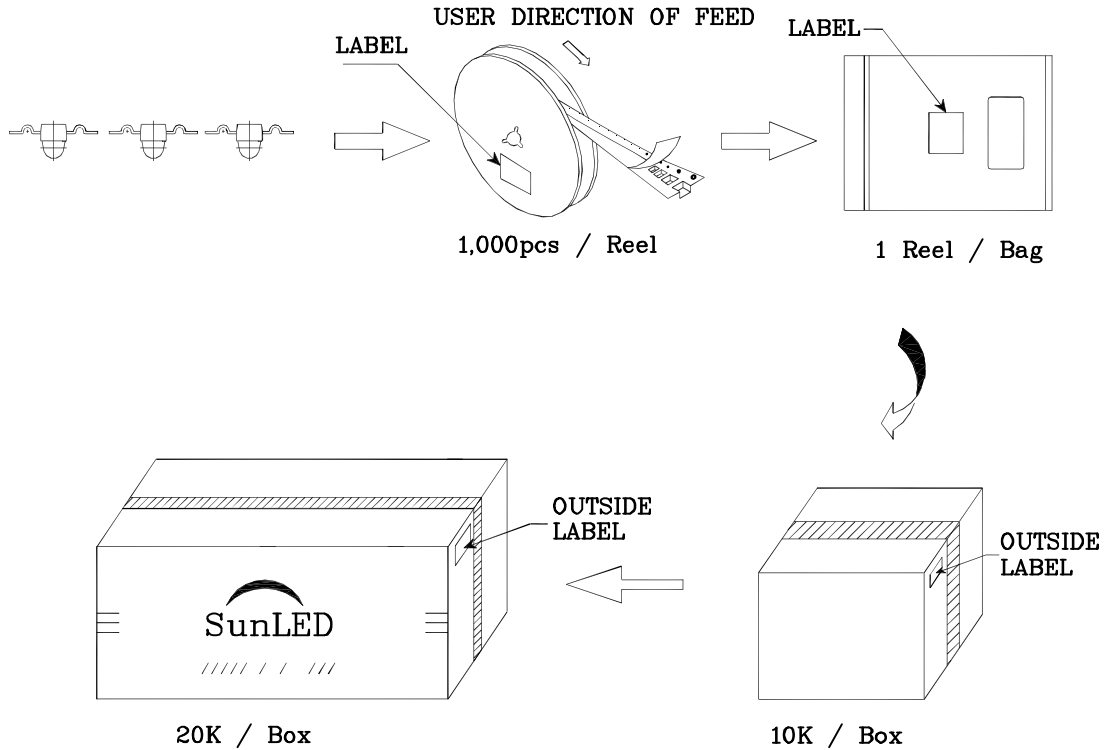 USER DIRECTION OF FEED
LABEL
LABEL
1,000pcs / Reel
1 Reel / Bag
OUTSIDE
LABEL
OUTSIDE
LABEL
SunLED
20K / Box
10K / Box